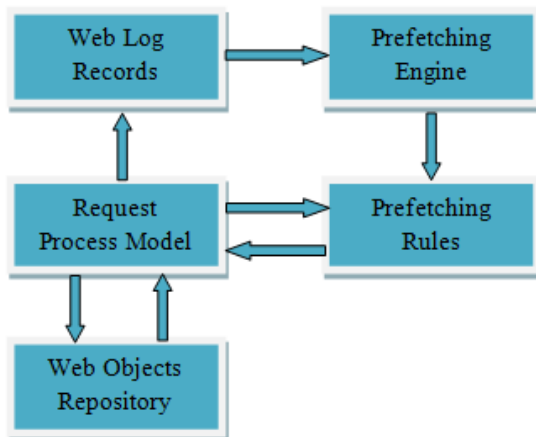 Web Log
Records
Prefetching
Engine
Request
Process Model
Prefetching
Rules
Web Objects
Repository